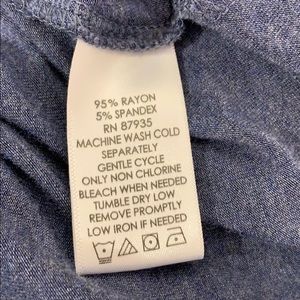 95% RAYON
5% SPANDEX
RN 87935
MACHINE WASH COLD
SEPARATELY
GENTLE CYCLE
ONLY NON CHLORINE
BLEACH WHEN NEEDED
TUMBLE DRY LOW
REMOVE PROMPTLY
LOW IRON IF NEEDED